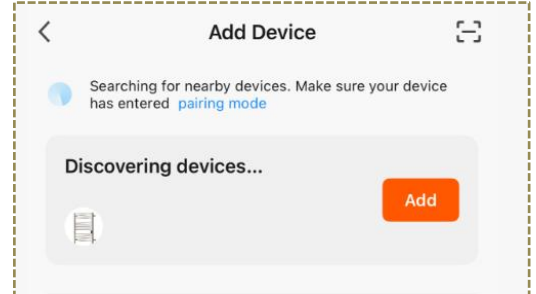 Add Device
Searching for nearby devices. Make sure your device
has entered pairing mode
Discovering devices...
Add